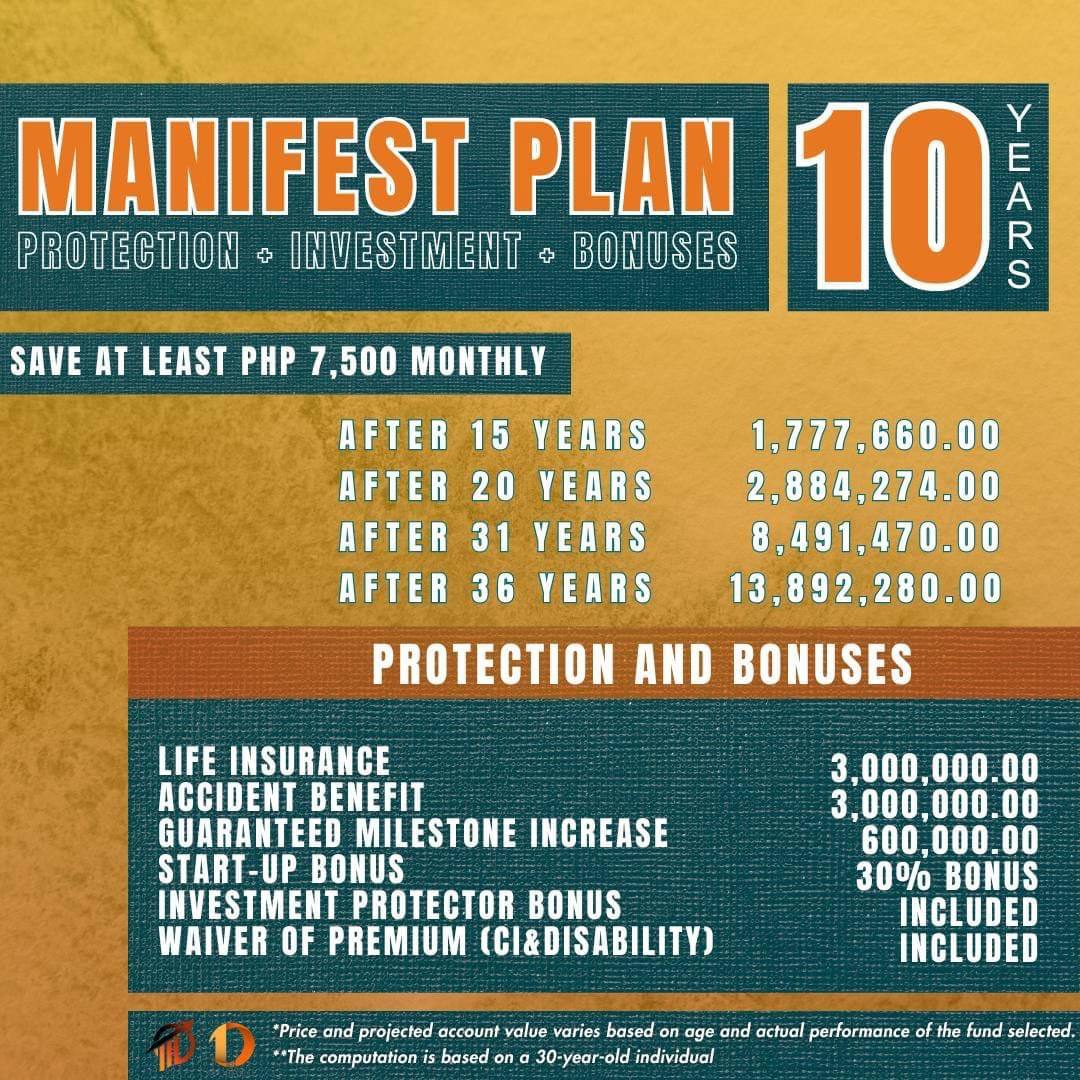 MANIFEST PLAN
PROTECTION + INVESTMENT + BONUSES
10
YEARS
SAVE AT LEAST PHP 7,500 MONTHLY
AFTER 15 YEARS 1,777,660.00
AFTER 20 YEARS 2,884,274.00
AFTER 31 YEARS 8,491,470.00
AFTER 36 YEARS 13,892,280.00
PROTECTION AND BONUSES
LIFE INSURANCE 3,000,000.00
ACCIDENT BENEFIT 3,000,000.00
GUARANTEED MILESTONE INCREASE 600,000.00
START-UP BONUS 30% BONUS
INVESTMENT PROTECTOR BONUS INCLUDED
WAIVER OF PREMIUM (CI&DISABILITY) INCLUDED
*Price and projected account value varies based on age and actual performance of the fund selected.
**The computation is based on a 30-year-old individual